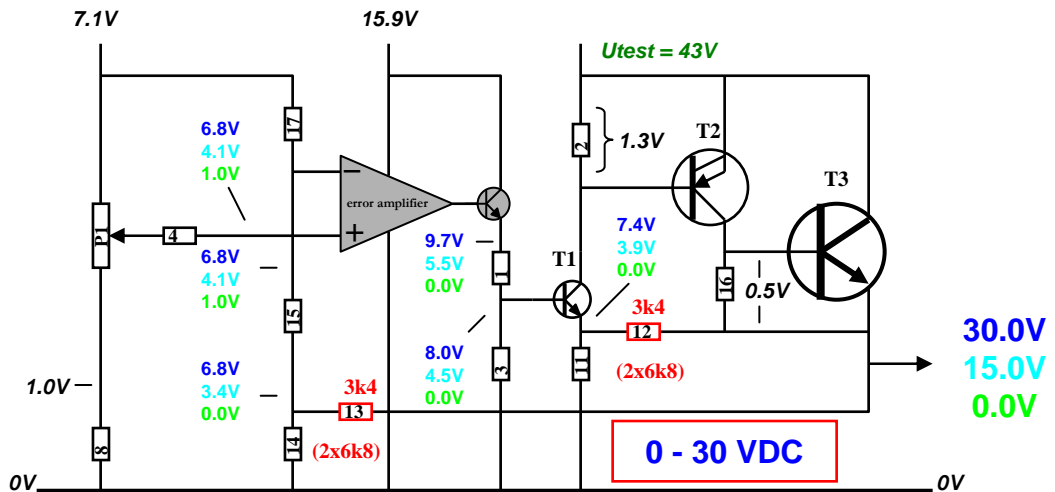 7.1V
15.9V
Utest = 43V
17
6.8V
4.1V
1.0V
2
1.3V
T2
T3
error amplifier
−
+
P1
4
9.7V
5.5V
0.0V
1
T1
7.4V
3.9V
0.0V
16
0.5V
6.8V
4.1V
1.0V
15
3k4
12
(2x6k8)
11
30.0V
15.0V
0.0V
8.0V
4.5V
0.0V
3
1.0V
6.8V
3.4V
0.0V
3k4
13
(2x6k8)
8
14
0 - 30 VDC
0V
0V